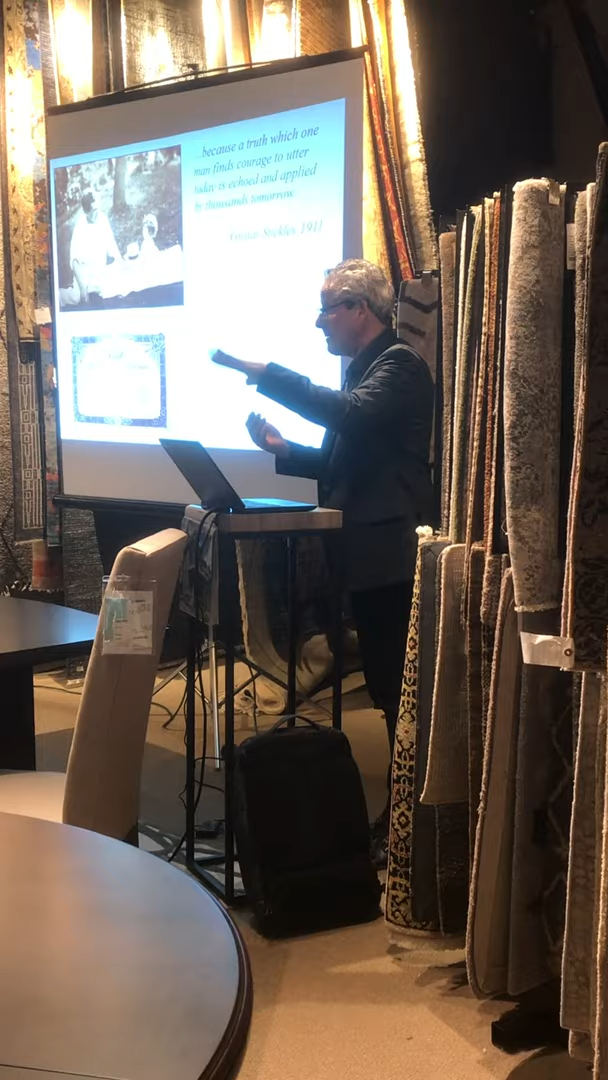 ...because a truth which one
man finds courage to utter
today is echoed and applied
by thousands tomorrow.
Gustav Stickley, 1911